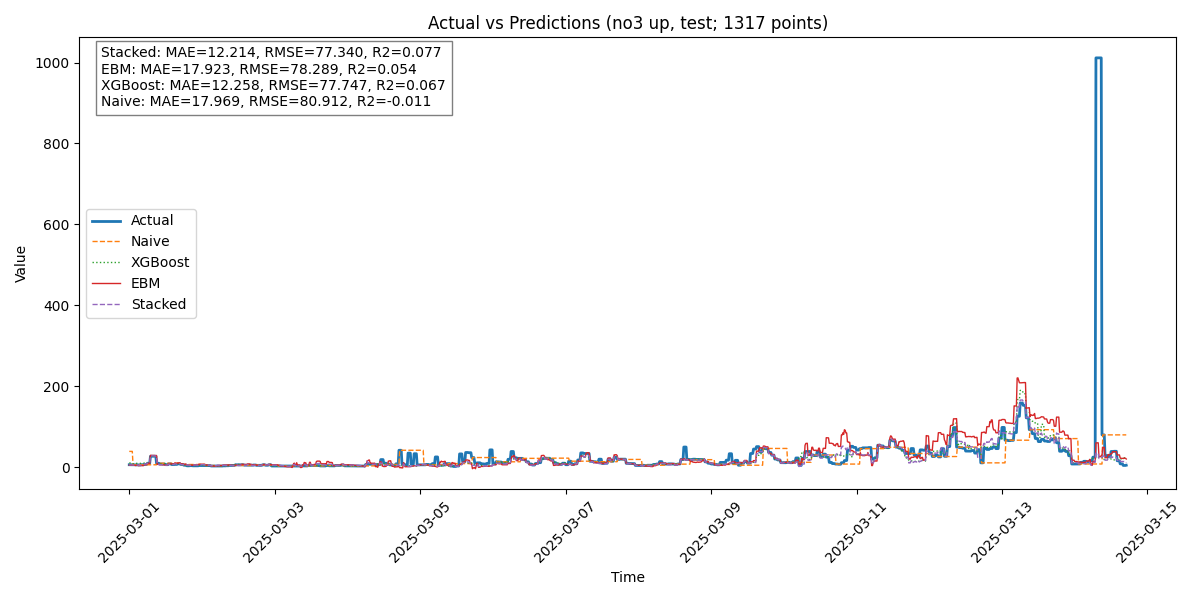 Actual vs Predictions (no3 up, test; 1317 points)
Stacked: MAE=12.214, RMSE=77.340, R2=0.077
EBM: MAE=17.923, RMSE=78.289, R2=0.054
XGBoost: MAE=12.258, RMSE=77.747, R2=0.067
Naive: MAE=17.969, RMSE=80.912, R2=-0.011
1000
800
600
400
200
0
Value
Actual
Naive
XGBoost
EBM
Stacked
2025-03-01
2025-03-03
2025-03-05
2025-03-07
2025-03-09
2025-03-11
2025-03-13
2025-03-15
Time